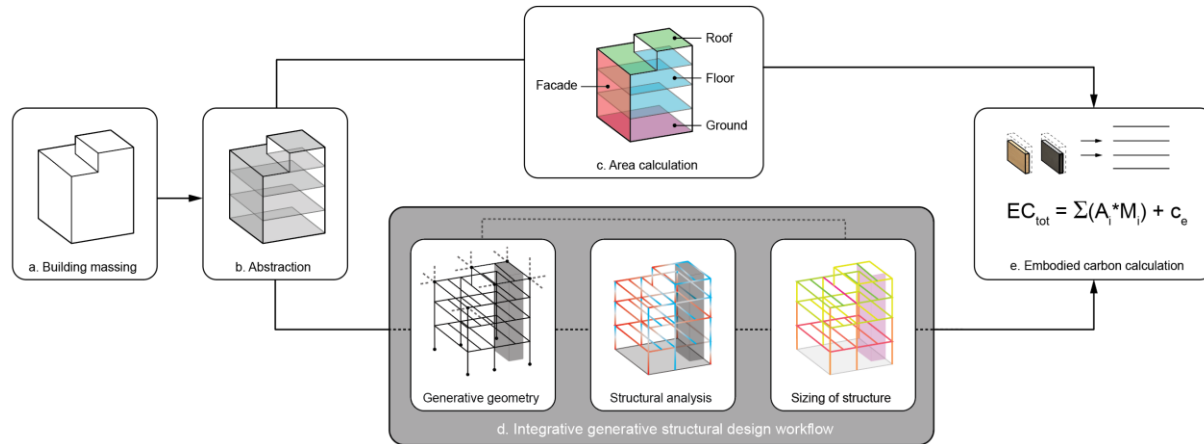 Roof
Facade
Floor
Ground
c. Area calculation
a. Building massing
b. Abstraction
EC_tot = Σ(A_i*M_i) + c_e
e. Embodied carbon calculation
Generative geometry
Structural analysis
Sizing of structure
d. Integrative generative structural design workflow